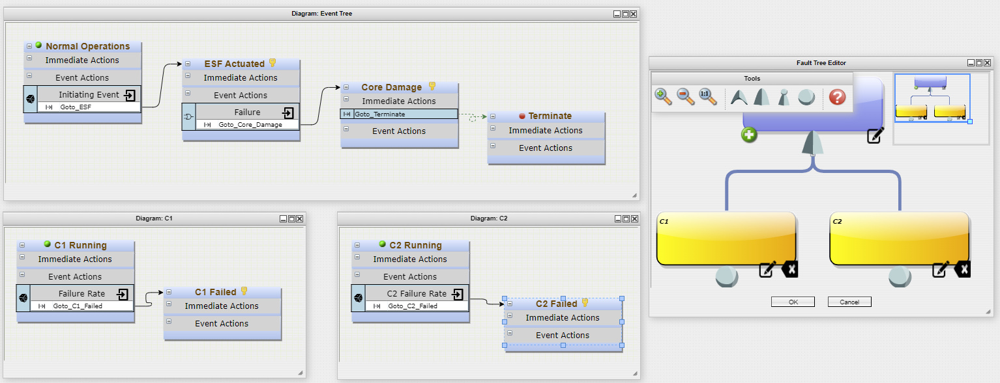 Diagram: Event Tree
Normal Operations
Immediate Actions
Event Actions
Initiating Event
Goto_ESF
ESF Actuated
Immediate Actions
Event Actions
Failure
Goto_Core_Damage
Core Damage
Immediate Actions
Goto_Terminate
Event Actions
Terminate
Immediate Actions
Event Actions
Fault Tree Editor
Tools
1:1
?
C1
C2
OK
Cancel
Diagram: C1
C1 Running
Immediate Actions
Event Actions
Failure Rate
Goto_C1_Failed
C1 Failed
Immediate Actions
Event Actions
Diagram: C2
C2 Running
Immediate Actions
Event Actions
C2 Failure Rate
Goto_C2_Failed
C2 Failed
Immediate Actions
Event Actions